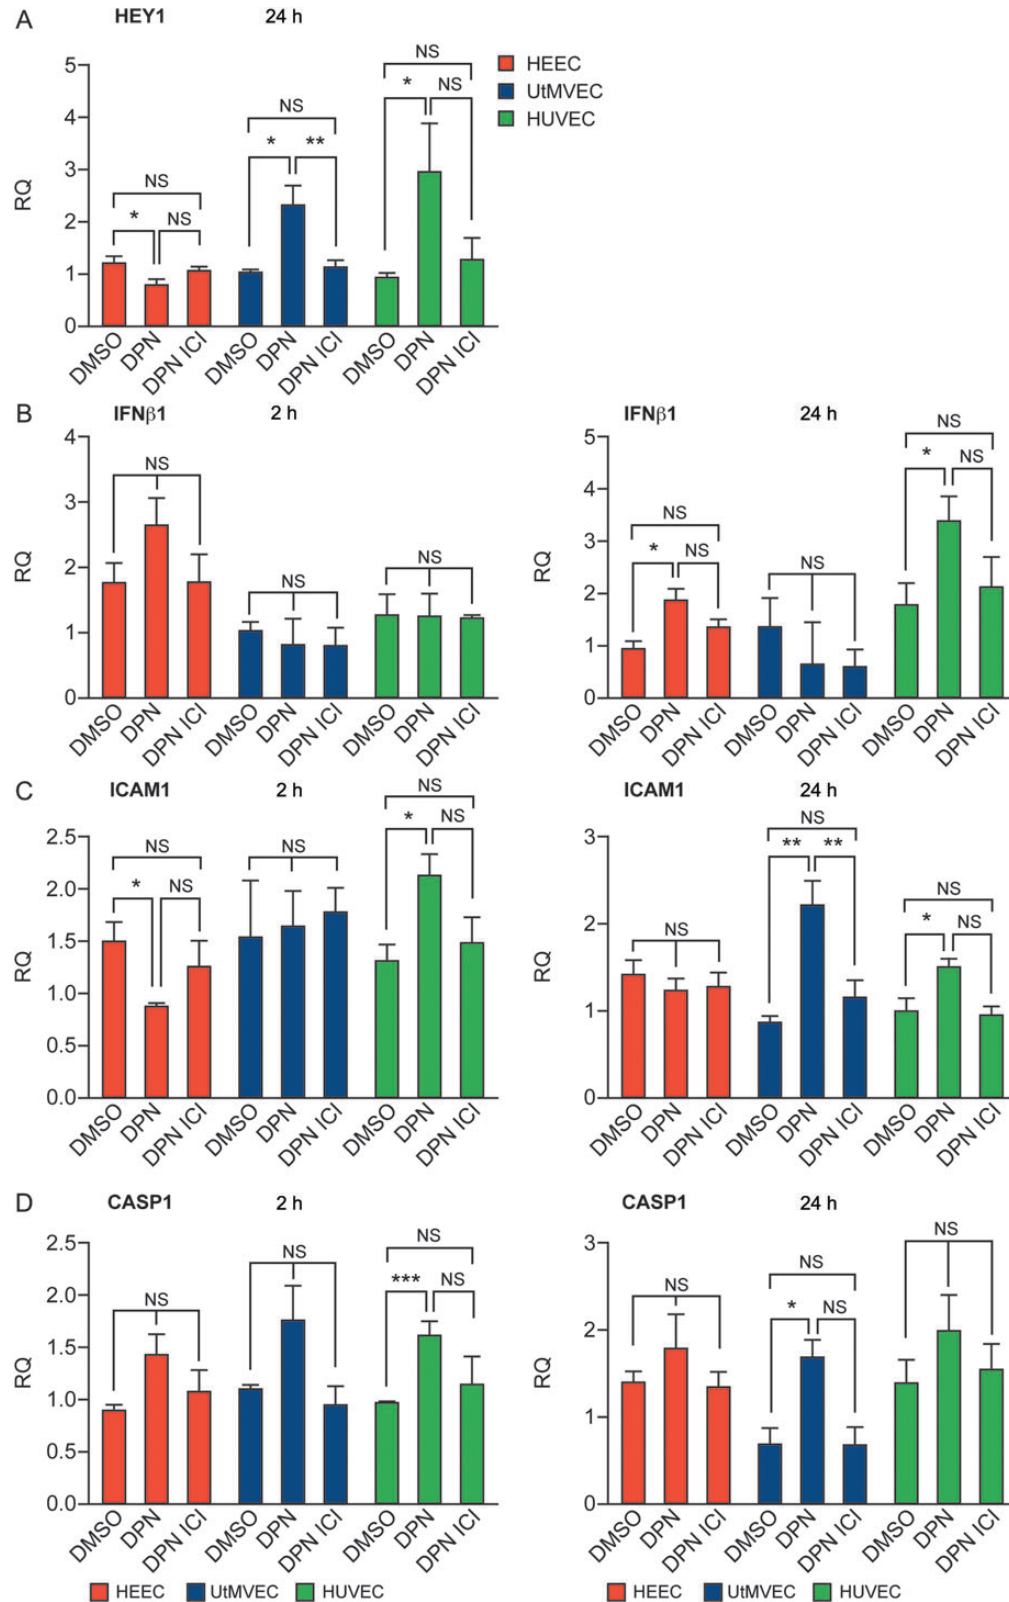 A HEY1 24 h
NS
5
NS
HEEC
* NS
UtMVEC
4
NS
HUVEC
* **
3
RQ
NS
2
* NS
1
0
DMSO DPN DPN ICI DMSO DPN DPN ICI DMSO DPN DPN ICI
B IFNβ1 2 h
4
NS
3
RQ
2
NS NS
1
0
DMSO DPN DPN ICI DMSO DPN DPN ICI DMSO DPN DPN ICI
IFNβ1 24 h
NS
5
* NS
4
NS
3
RQ
* NS NS
2
1
0
DMSO DPN DPN ICI DMSO DPN DPN ICI DMSO DPN DPN ICI
C ICAM1 2 h
NS
* NS
2.5
NS NS
2.0
* NS
1.5
RQ
1.0
0.5
0.0
DMSO DPN DPN ICI DMSO DPN DPN ICI DMSO DPN DPN ICI
ICAM1 24 h
NS
3
** **
NS
2
NS
* NS
RQ
1
0
DMSO DPN DPN ICI DMSO DPN DPN ICI DMSO DPN DPN ICI
D CASP1 2 h
NS
2.5
NS
*** NS
2.0
NS
1.5
RQ
1.0
0.5
0.0
DMSO DPN DPN ICI DMSO DPN DPN ICI DMSO DPN DPN ICI
HEEC UtMVEC HUVEC
CASP1 24 h
NS
3
NS
NS
* NS
2
RQ
1
0
DMSO DPN DPN ICI DMSO DPN DPN ICI DMSO DPN DPN ICI
HEEC UtMVEC HUVEC